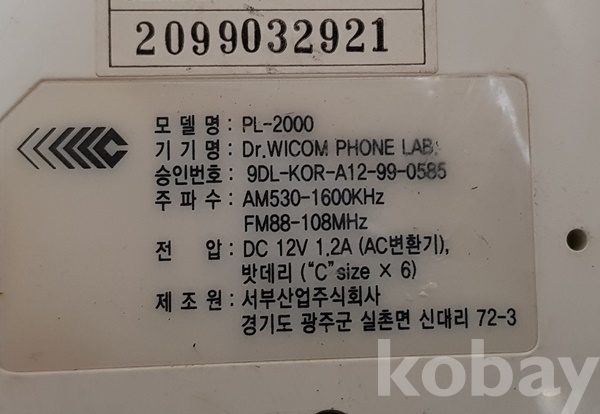 2099032921
모 델 명 : PL-2000
기 기 명 : Dr.WICOM PHONE LAB.
승인번호 : 9DL-KOR-A12-99-0585
주 파 수 : AM530-1600KHz
FM88-108MHz
전 압 : DC 12V 1.2A (AC변환기),
밧데리 ("C" size × 6)
제 조 원 : 서부산업주식회사
경기도 광주군 실촌면 신대리 72-3
kobay